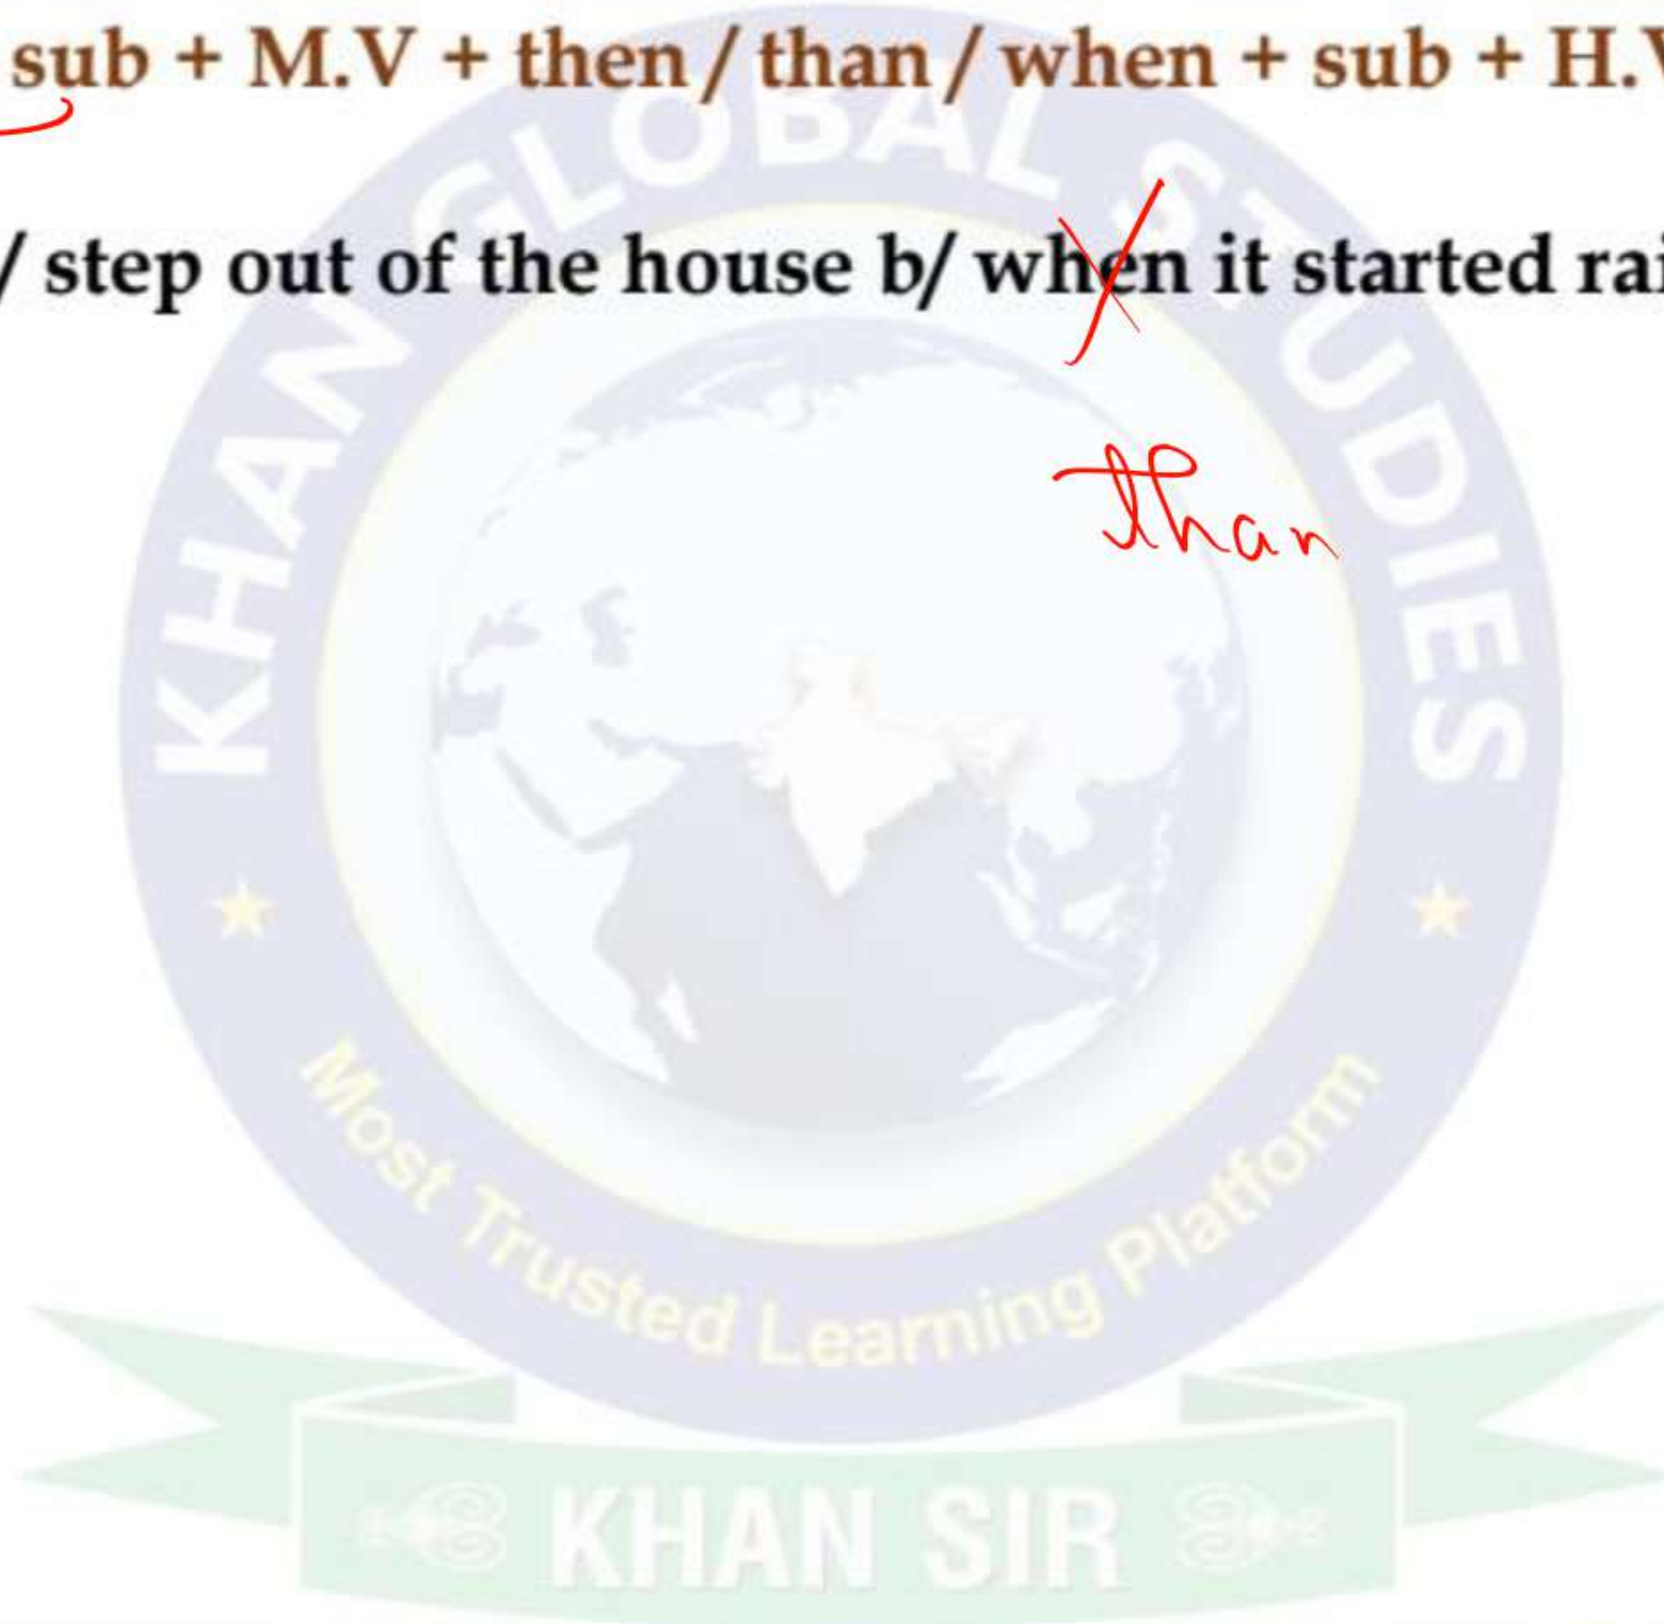 sub + M.V + then / than / when + sub + H.V
/ step out of the house b/ when it started rai
than
KHAN GLOBAL STUDIES
Most Trusted Learning Platform
KHAN SIR